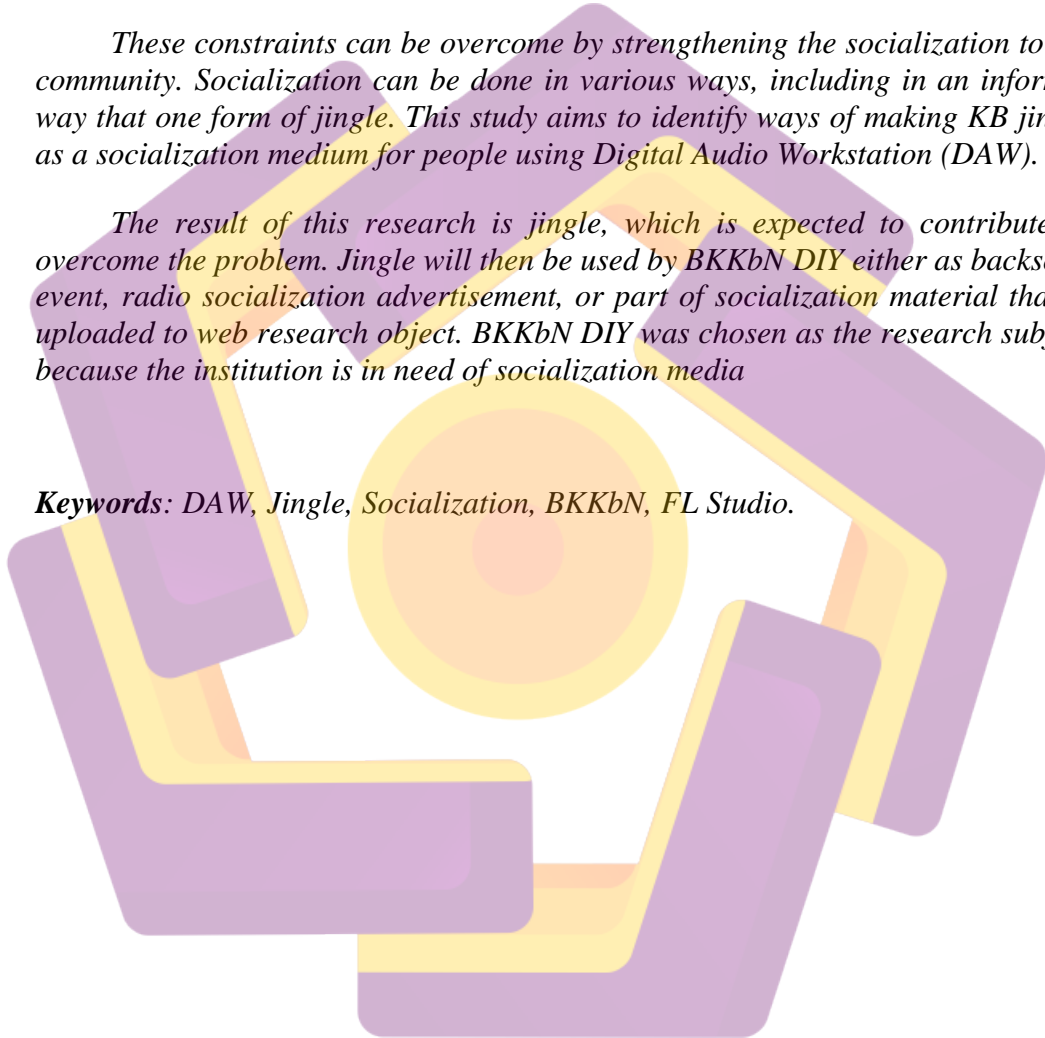 These constraints can be overcome by strengthening the socialization to
community. Socialization can be done in various ways, including in an
way that one form of jingle. This study aims to identify ways of making KB
as a socialization medium for people using Digital Audio Workstation (DAW).
The result of this research is jingle, which is expected to contribute
overcome the problem. Jingle will then be used by BKKbN DIY either as
event, radio socialization advertisement, or part of socialization material
uploaded to web research object. BKKbN DIY was chosen as the research
because the institution is in need of socialization media
Keywords: DAW, Jingle, Socialization, BKKbN, FL Studio.